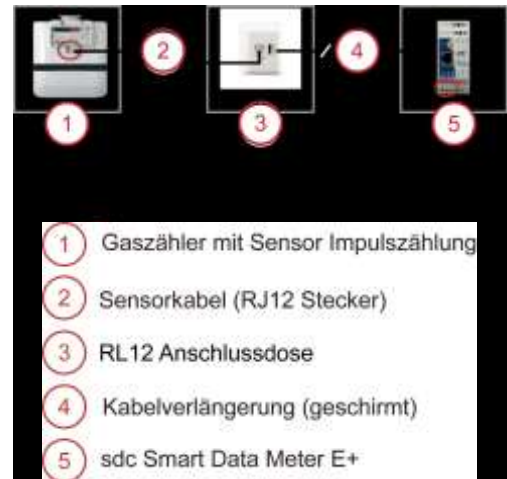 2
4
1
3
5
1 Gaszähler mit Sensor Impulszählung
2 Sensorkabel (RJ12 Stecker)
3 RL12 Anschlussdose
4 Kabelverlängerung (geschirmt)
5 sdc Smart Data Meter E+